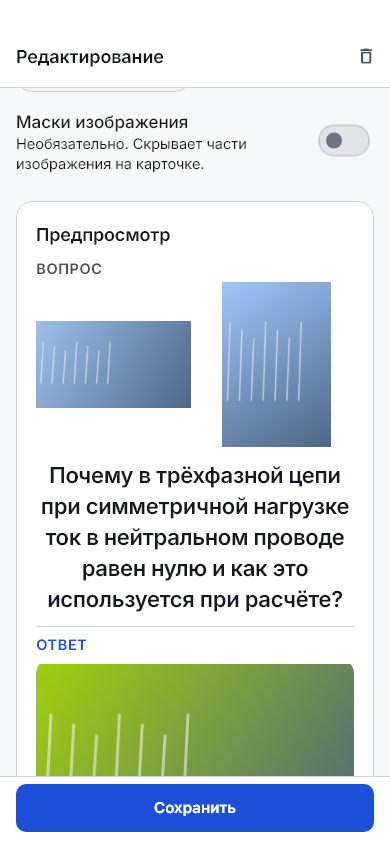 Редактирование
Маски изображения
Необязательно. Скрывает части
изображения на карточке.
Предпросмотр
ВОПРОС
Почему в трёхфазной цепи
при симметричной нагрузке
ток в нейтральном проводе
равен нулю и как это
используется при расчёте?
ОТВЕТ
Сохранить